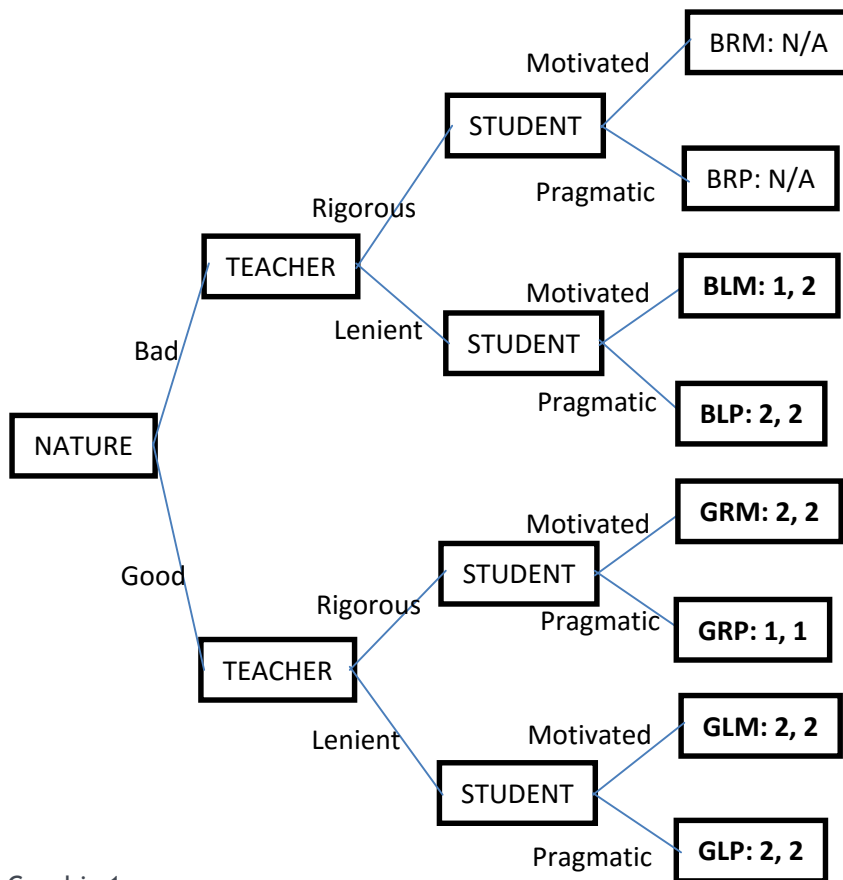 BRM: N/A
Motivated
STUDENT
Pragmatic
BRP: N/A
Rigorous
TEACHER
Lenient
Motivated
BLM: 1, 2
STUDENT
Pragmatic
BLP: 2, 2
Bad
NATURE
Good
Motivated
GRM: 2, 2
STUDENT
Rigorous
Pragmatic
GRP: 1, 1
TEACHER
Lenient
Motivated
GLM: 2, 2
STUDENT
Pragmatic
GLP: 2, 2